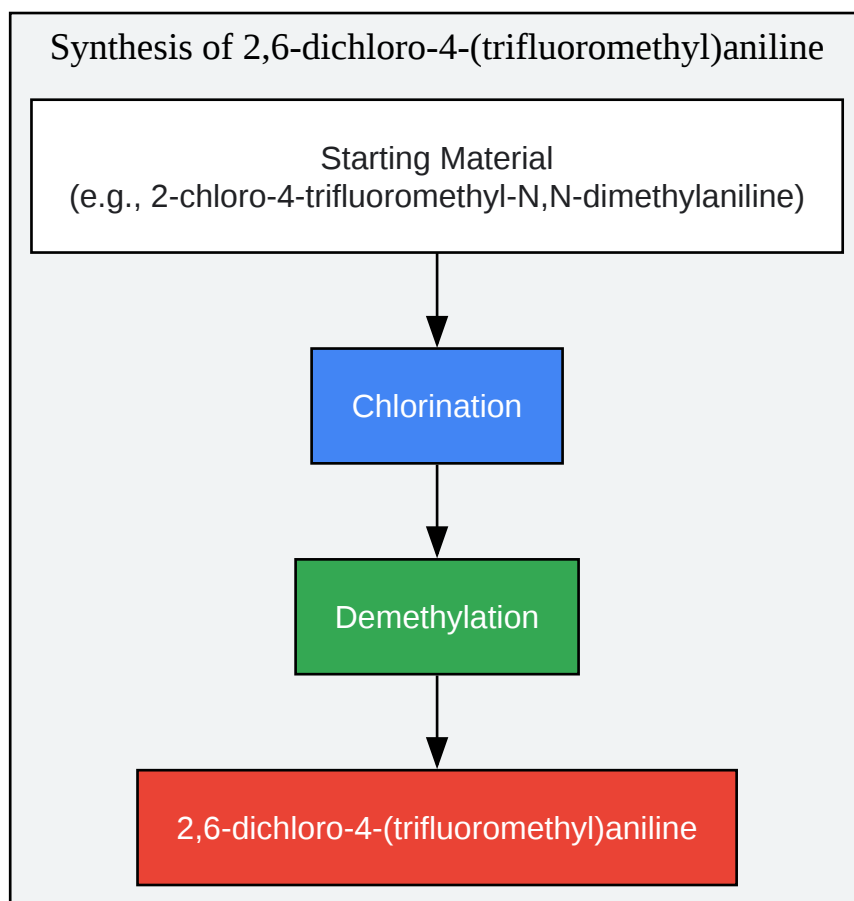 Synthesis of 2,6-dichloro-4-(trifluoromethyl)aniline
Starting Material
(e.g., 2-chloro-4-trifluoromethyl-N,N-dimethylaniline)
Chlorination
Demethylation
2,6-dichloro-4-(trifluoromethyl)aniline